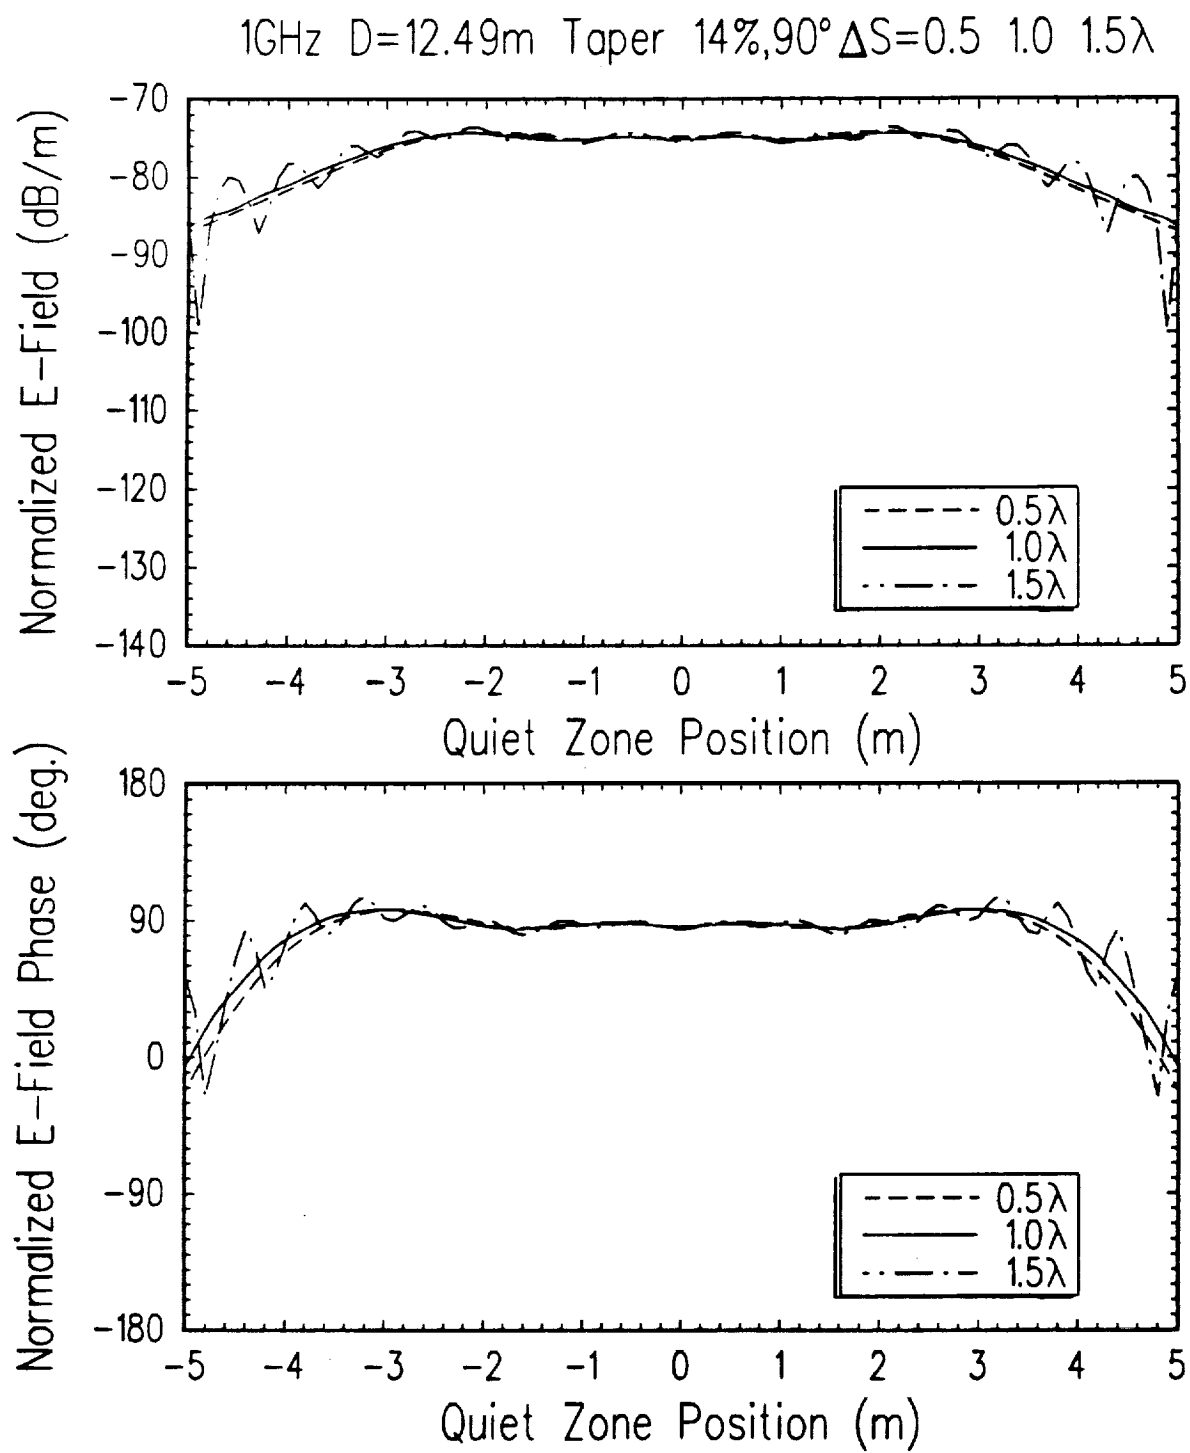 1GHz D=12.49m Taper 14%,90° ΔS=0.5 1.0 1.5λ
Normalized E-Field (dB/m)
-70
-80
-90
-100
-110
-120
-130
-140
0.5λ
1.0λ
1.5λ
-5 -4 -3 -2 -1 0 1 2 3 4 5
Quiet Zone Position (m)
Normalized E-Field Phase (deg.)
180
90
0
-90
-180
0.5λ
1.0λ
1.5λ
-5 -4 -3 -2 -1 0 1 2 3 4 5
Quiet Zone Position (m)